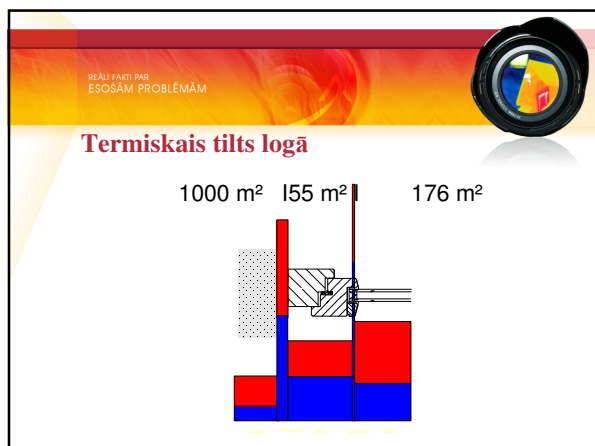 REĀLI FAKTI PAR
ESOŠĀM PROBLĒMĀM
Termiskais tilts logā
1000 m² I55 m² I 176 m²